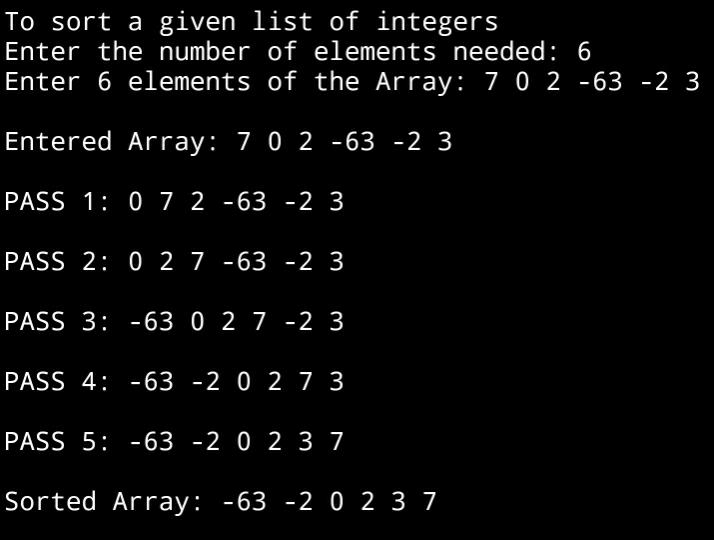 To sort a given list of integers
Enter the number of elements needed: 6
Enter 6 elements of the Array: 7 0 2 -63 -2 3
Entered Array: 7 0 2 -63 -2 3
PASS 1: 0 7 2 -63 -2 3
PASS 2: 0 2 7 -63 -2 3
PASS 3: -63 0 2 7 -2 3
PASS 4: -63 -2 0 2 7 3
PASS 5: -63 -2 0 2 3 7
Sorted Array: -63 -2 0 2 3 7